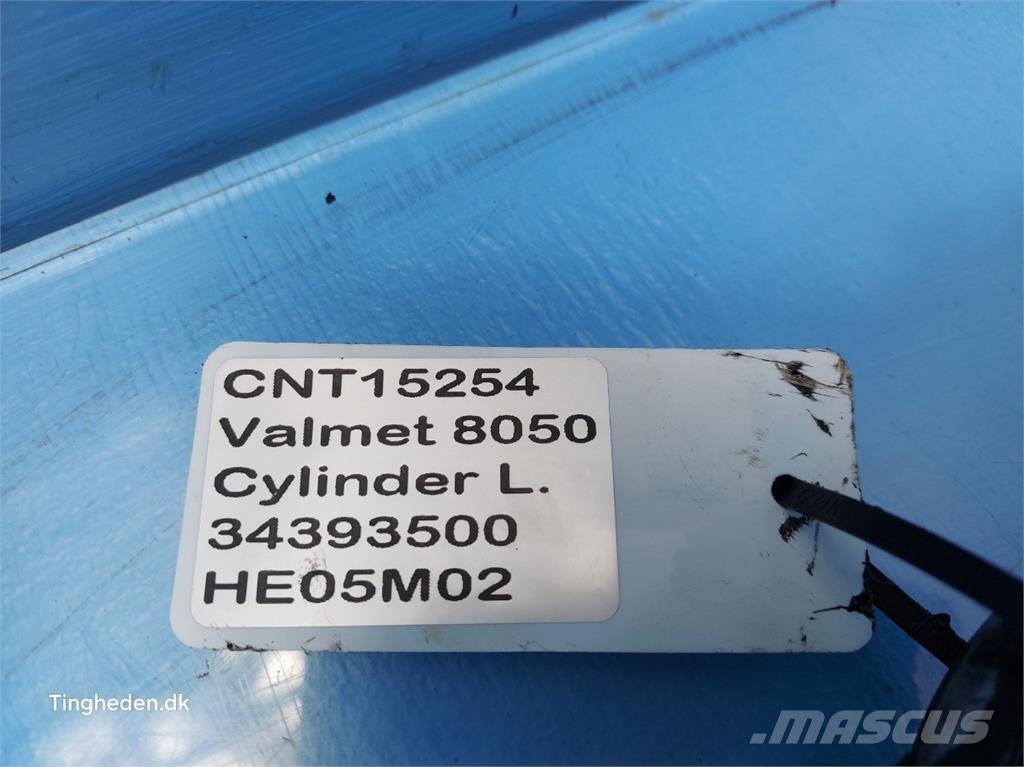 CNT15254
Valmet 8050
Cylinder L.
34393500
HE05M02
Tingheden.dk
MASCUS